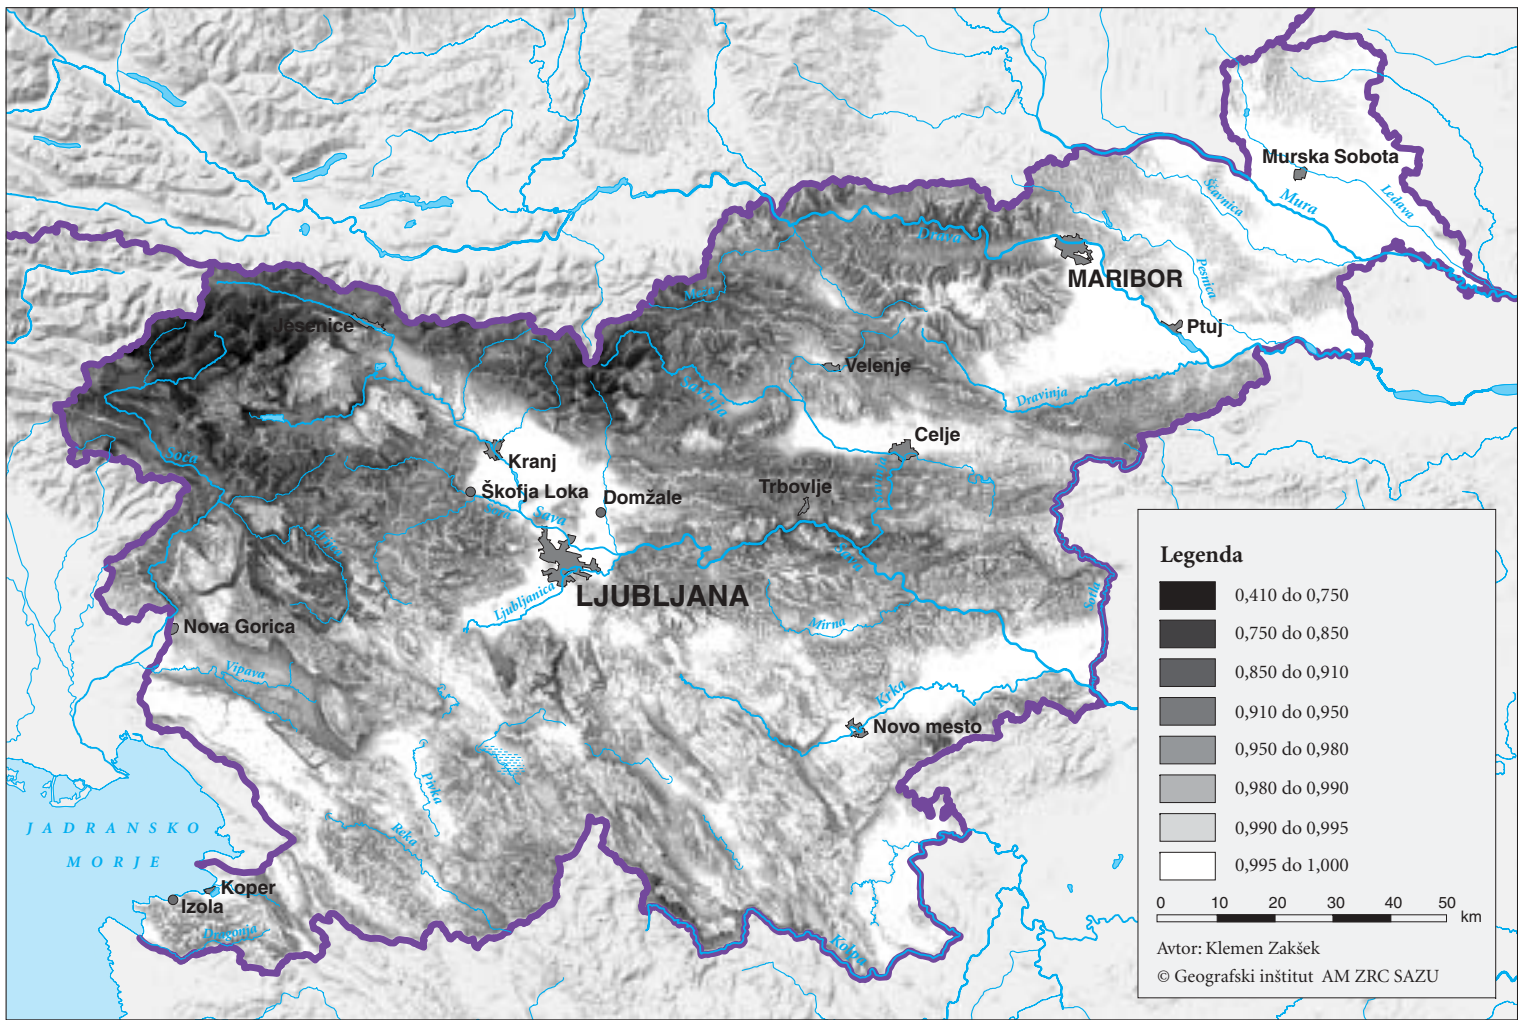 Murska Sobota
Ščavnica
Mura
Ledava
Drava
MARIBOR
Pesnica
Meža
Jesenice
Ptuj
Velenje
Savinja
Dravinja
Celje
Soča
Kranj
Škofja Loka
Domžale
Trbovlje
Savinja
Sora
Sava
Idrijca
Sava
Sotla
LJUBLJANA
Ljubljanica
Mirna
Nova Gorica
Vipava
Krka
Novo mesto
Pivka
Reka
JADRANSKO
MORJE
Koper
Izola
Dragonja
Kolpa
Legenda
0,410 do 0,750
0,750 do 0,850
0,850 do 0,910
0,910 do 0,950
0,950 do 0,980
0,980 do 0,990
0,990 do 0,995
0,995 do 1,000
0 10 20 30 40 50 km
Avtor: Klemen Zakšek
© Geografski inštitut AM ZRC SAZU